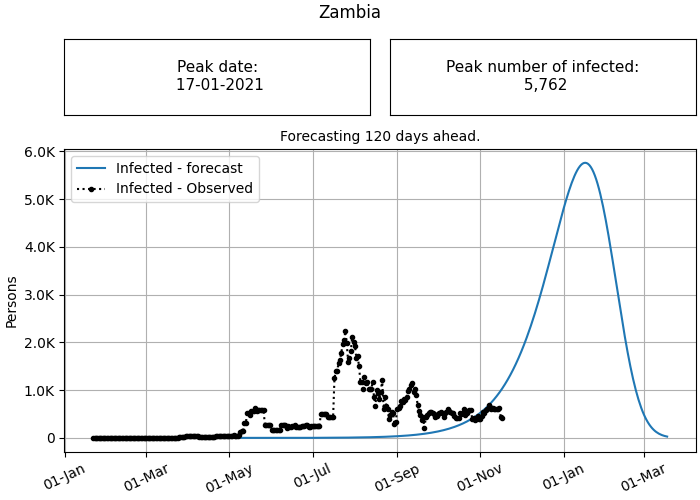 Zambia
Peak date:
17-01-2021
Peak number of infected:
5,762
Forecasting 120 days ahead.
Infected - forecast
Infected - Observed
6.0K
5.0K
4.0K
3.0K
2.0K
1.0K
0
Persons
01-Jan
01-Mar
01-May
01-Jul
01-Sep
01-Nov
01-Jan
01-Mar